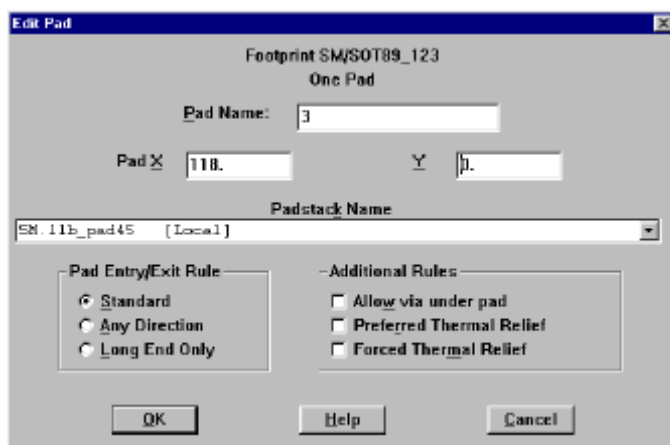 Edit Pad
Footprint SM/SOT89_123
One Pad
Pad Name: 3
Pad X 118. Y 0.
Padstack Name
SM.llb_pad45 [Local]
Pad Entry/Exit Rule Additional Rules
Standard Allow via under pad
Any Direction Preferred Thermal Relief
Long End Only Forced Thermal Relief
OK Help Cancel